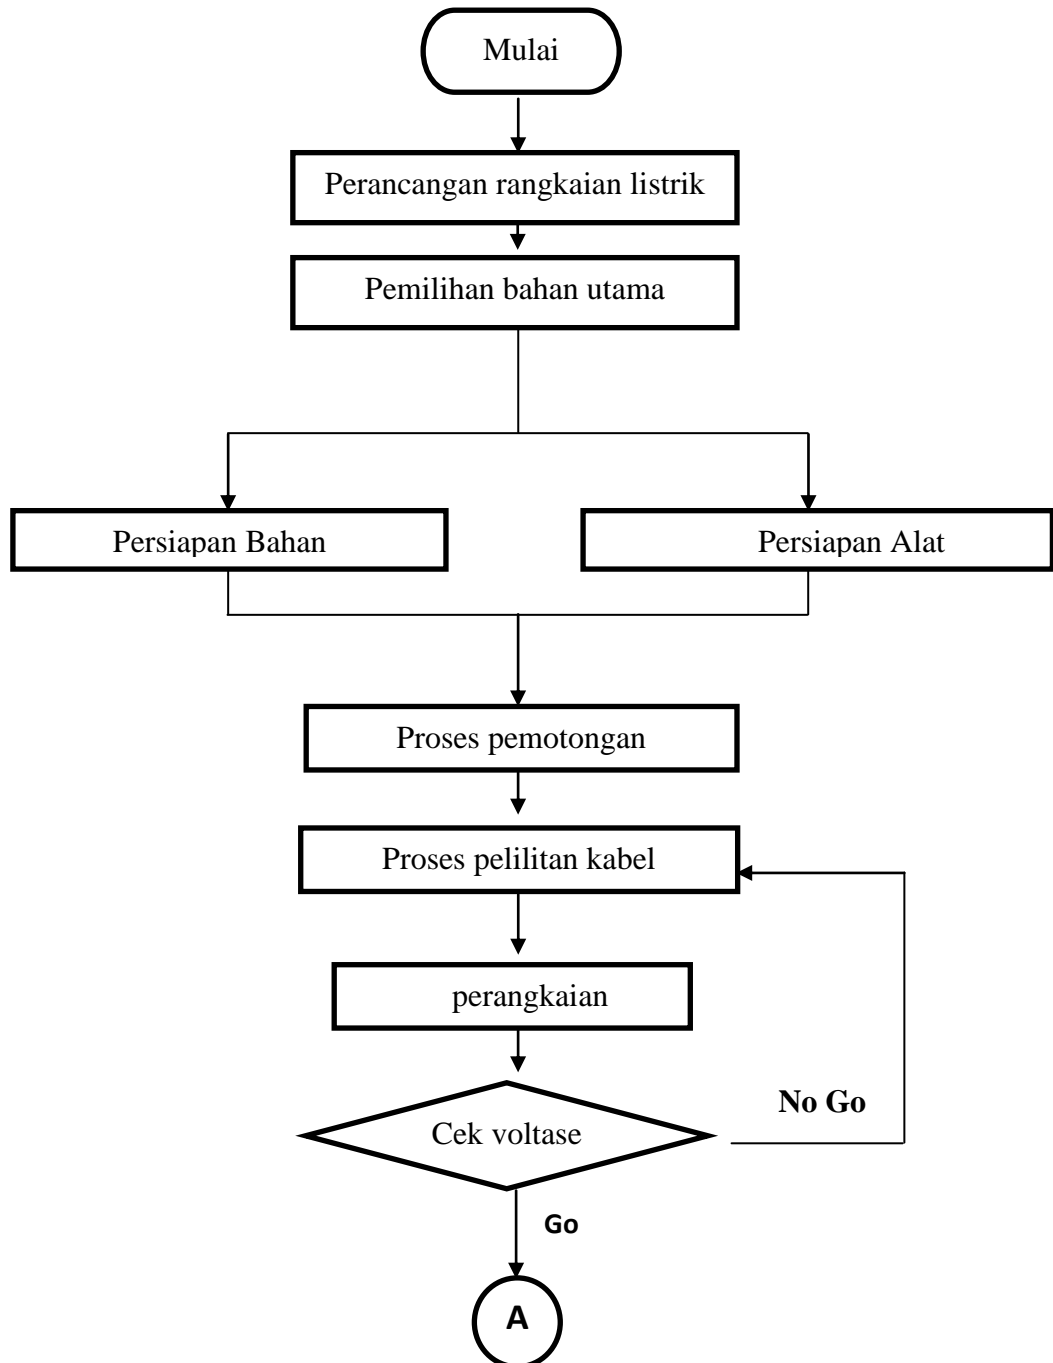 Mulai
Perancangan rangkaian listrik
Pemilihan bahan utama
Persiapan Bahan
Persiapan Alat
Proses pemotongan
Proses pelilitan kabel
perangkaian
No Go
Cek voltase
Go
A